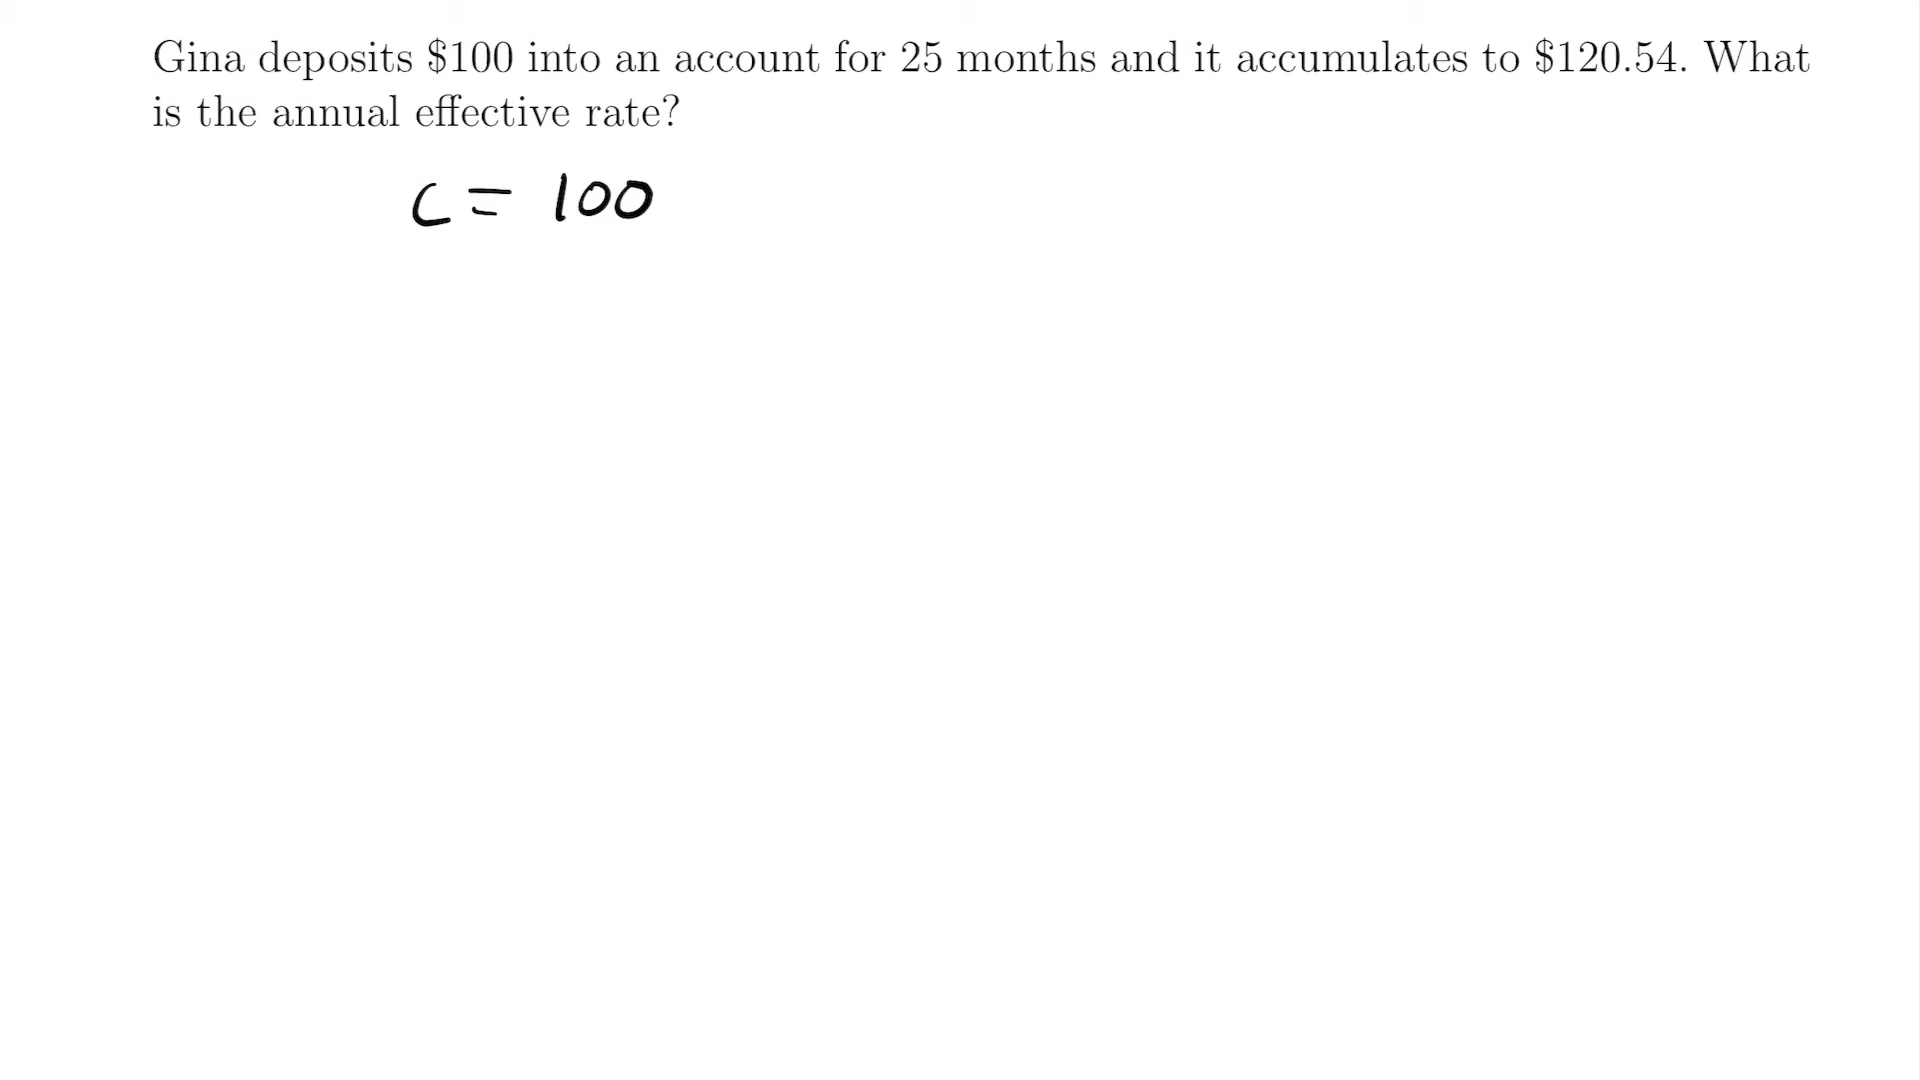 Gina deposits $100 into an account for 25 months and it accumulates to $120.54. What
is the annual effective rate?
C = 100